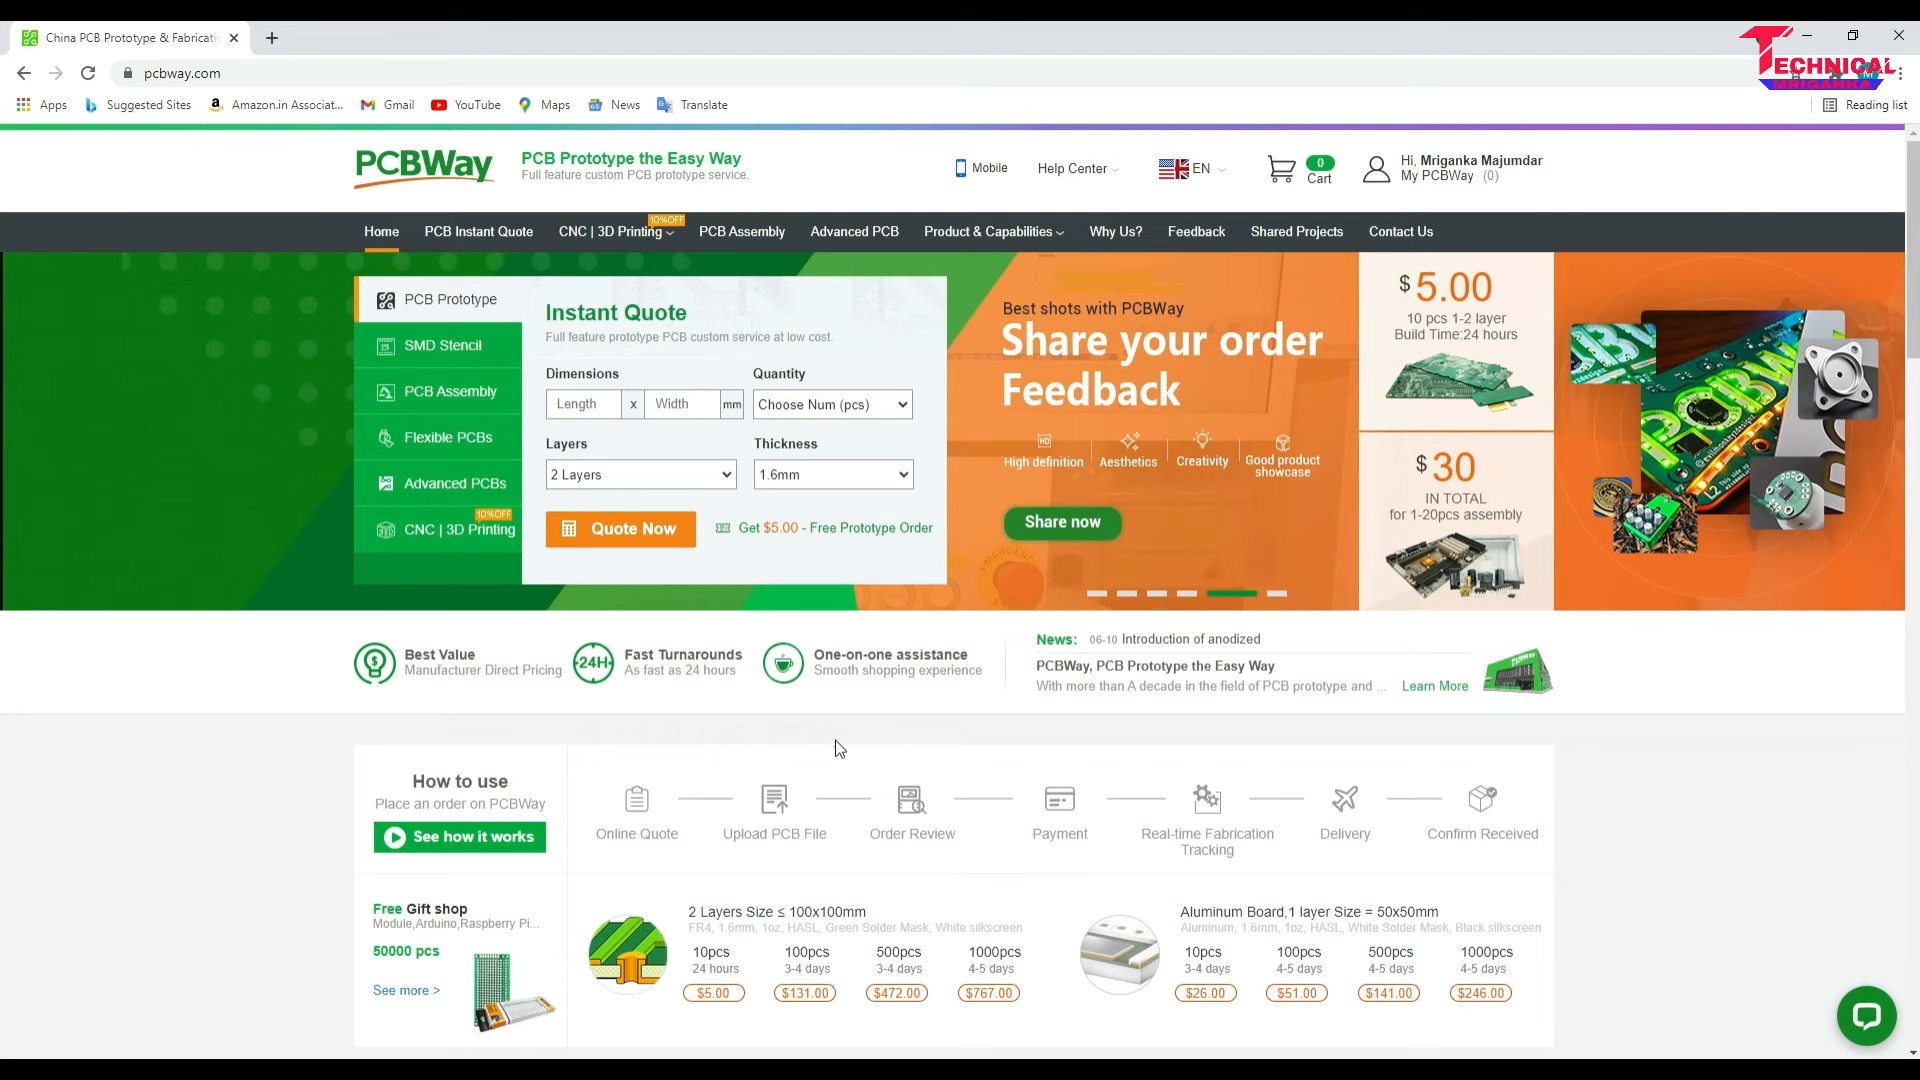 China PCB Prototype & Fabricatio
TECHNICAL
MRIGANKA
pcbway.com
Apps
Suggested Sites
Amazon.in Associat...
Gmail
YouTube
Maps
News
Translate
Reading list
PCBWay
PCB Prototype the Easy Way
Full feature custom PCB prototype service.
Mobile
Help Center
EN
0
Cart
Hi, Mriganka Majumdar
My PCBWay (0)
10%OFF
Home
PCB Instant Quote
CNC | 3D Printing
PCB Assembly
Advanced PCB
Product & Capabilities
Why Us?
Feedback
Shared Projects
Contact Us
PCB Prototype
SMD Stencil
PCB Assembly
Flexible PCBs
Advanced PCBs
10%OFF
CNC | 3D Printing
Instant Quote
Full feature prototype PCB custom service at low cost.
Dimensions
Quantity
Length x Width mm
Choose Num (pcs)
Layers
Thickness
2 Layers
1.6mm
Quote Now
Get $5.00 - Free Prototype Order
Best shots with PCBWay
Share your order
Feedback
HD
High definition
Aesthetics
Creativity
Good product
showcase
Share now
$5.00
10 pcs 1-2 layer
Build Time:24 hours
$30
IN TOTAL
for 1-20pcs assembly
Best Value
Manufacturer Direct Pricing
24H
Fast Turnarounds
As fast as 24 hours
One-on-one assistance
Smooth shopping experience
News: 06-10 Introduction of anodized
PCBWay, PCB Prototype the Easy Way
With more than A decade in the field of PCB prototype and ... Learn More
How to use
Place an order on PCBWay
See how it works
Online Quote
Upload PCB File
Order Review
Payment
Real-time Fabrication
Tracking
Delivery
Confirm Received
Free Gift shop
Module,Arduino,Raspberry Pi...
50000 pcs
See more >
2 Layers Size ≤ 100x100mm
FR4, 1.6mm, 1oz, HASL, Green Solder Mask, White silkscreen
10pcs 100pcs 500pcs 1000pcs
24 hours 3-4 days 3-4 days 4-5 days
$5.00 $131.00 $472.00 $767.00
Aluminum Board,1 layer Size = 50x50mm
Aluminum, 1.6mm, 1oz, HASL, White Solder Mask, Black silkscreen
10pcs 100pcs 500pcs 1000pcs
3-4 days 4-5 days 4-5 days 4-5 days
$26.00 $51.00 $141.00 $246.00